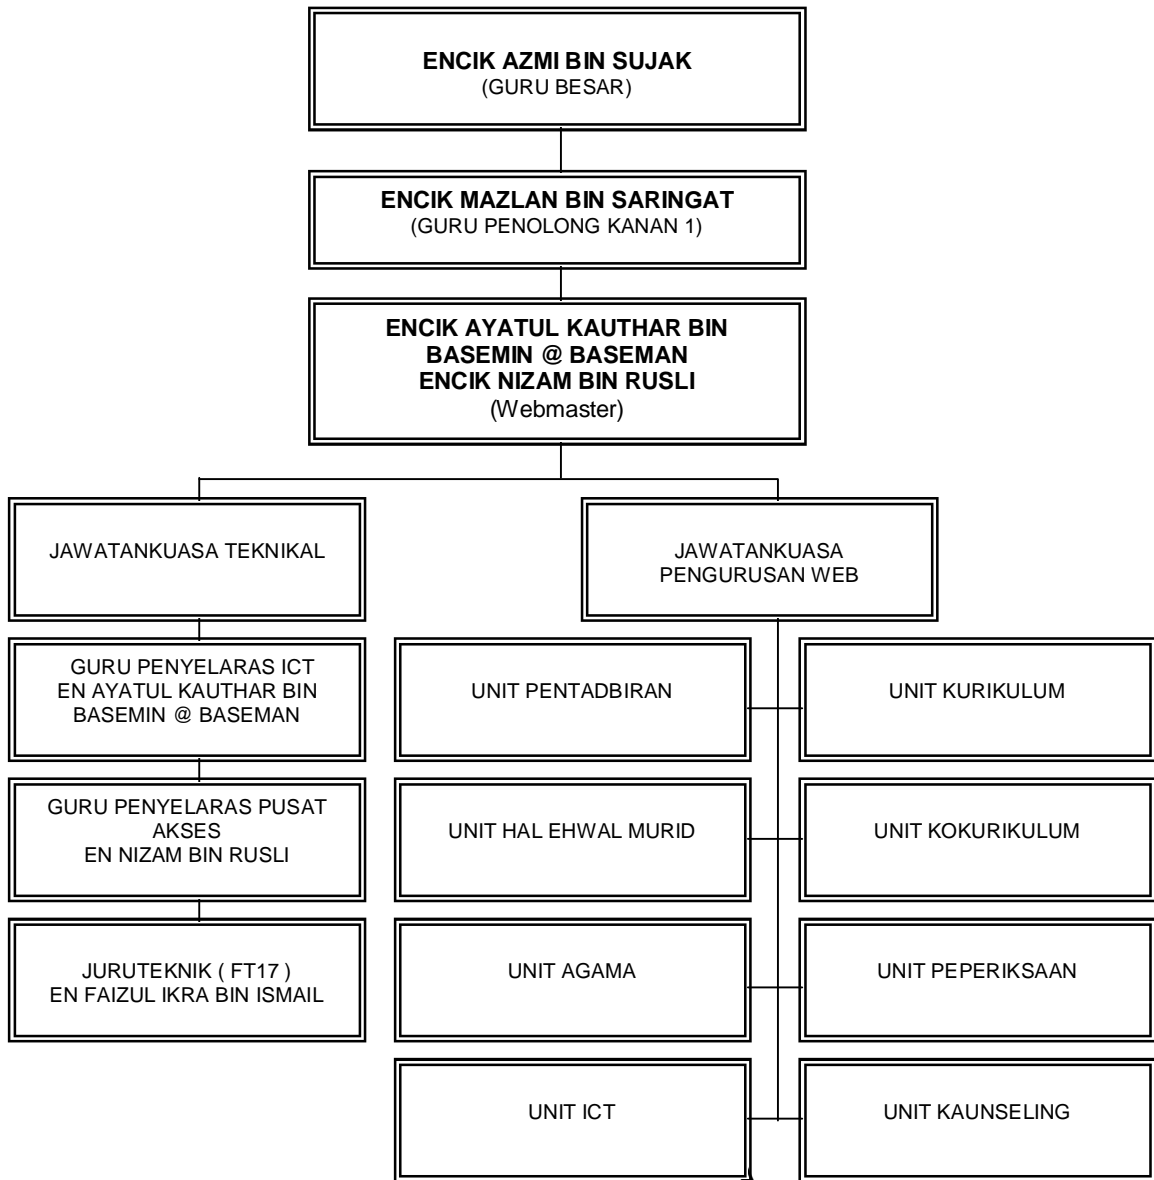 ENCIK AZMI BIN SUJAK
(GURU BESAR)
ENCIK MAZLAN BIN SARINGAT
(GURU PENOLONG KANAN 1)
ENCIK AYATUL KAUTHAR BIN
BASEMIN @ BASEMAN
ENCIK NIZAM BIN RUSLI
(Webmaster)
JAWATANKUASA TEKNIKAL
GURU PENYELARAS ICT
EN AYATUL KAUTHAR BIN
BASEMIN @ BASEMAN
GURU PENYELARAS PUSAT
AKSES
EN NIZAM BIN RUSLI
JURUTEKNIK ( FT17 )
EN FAIZUL IKRA BIN ISMAIL
JAWATANKUASA
PENGURUSAN WEB
UNIT PENTADBIRAN
UNIT KURIKULUM
UNIT HAL EHWAL MURID
UNIT KOKURIKULUM
UNIT AGAMA
UNIT PEPERIKSAAN
UNIT ICT
UNIT KAUNSELING